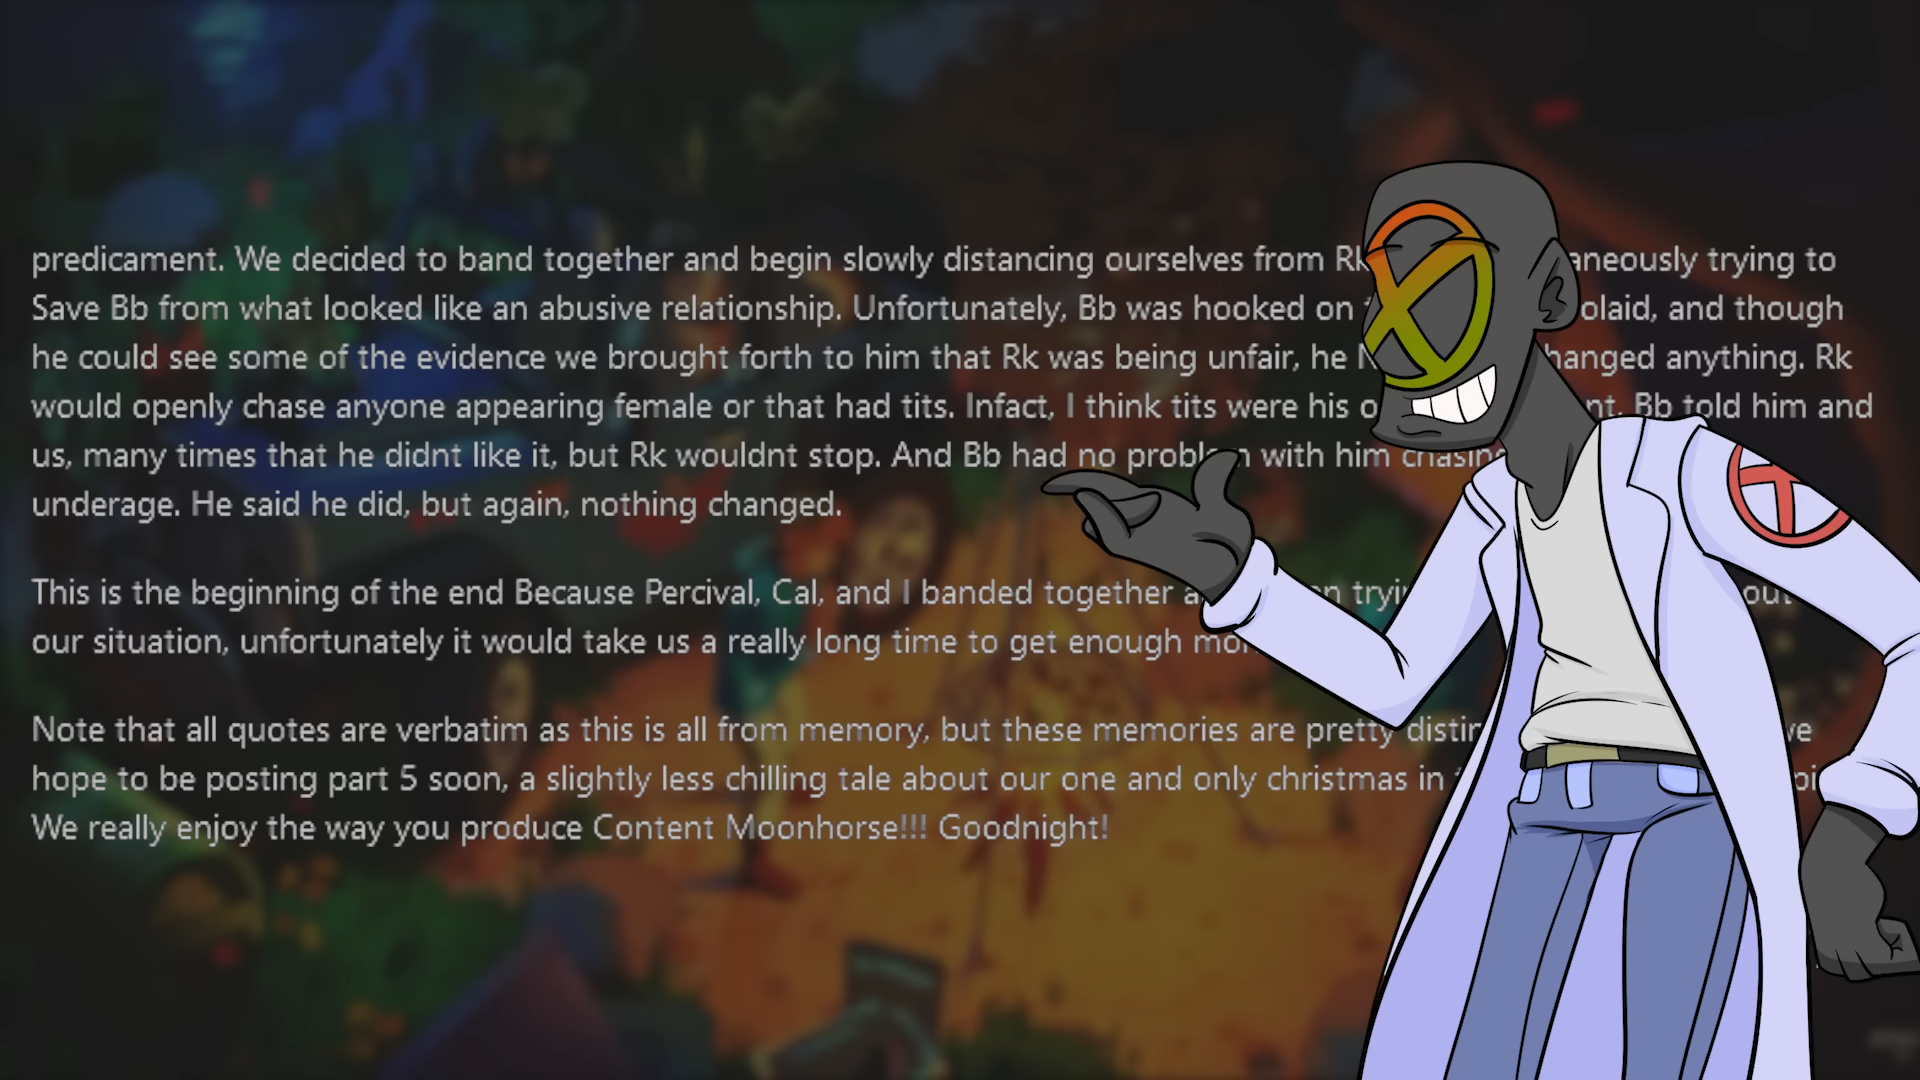 predicament. We decided to band together and begin slowly distancing ourselves from Rk aneously trying to
Save Bb from what looked like an abusive relationship. Unfortunately, Bb was hooked on olaid, and though
he could see some of the evidence we brought forth to him that Rk was being unfair, he hanged anything. Rk
would openly chase anyone appearing female or that had tits. Infact, I think tits were his o nt. Bb told him and
us, many times that he didnt like it, but Rk wouldnt stop. And Bb had no problem with him chasing
underage. He said he did, but again, nothing changed.
This is the beginning of the end Because Percival, Cal, and I banded together a n tryi out
our situation, unfortunately it would take us a really long time to get enough mon
Note that all quotes are verbatim as this is all from memory, but these memories are pretty distin ve
hope to be posting part 5 soon, a slightly less chilling tale about our one and only christmas in
We really enjoy the way you produce Content Moonhorse!!! Goodnight!